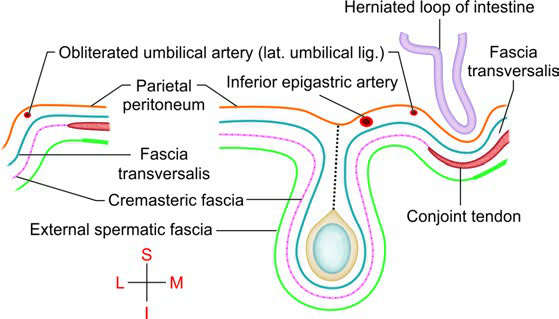 Herniated loop of intestine
Obliterated umbilical artery (lat. umbilical lig.)
Fascia
transversalis
Inferior epigastric artery
Parietal
peritoneum
Fascia
transversalis
Cremasteric fascia
Conjoint tendon
External spermatic fascia
S
L
M
I